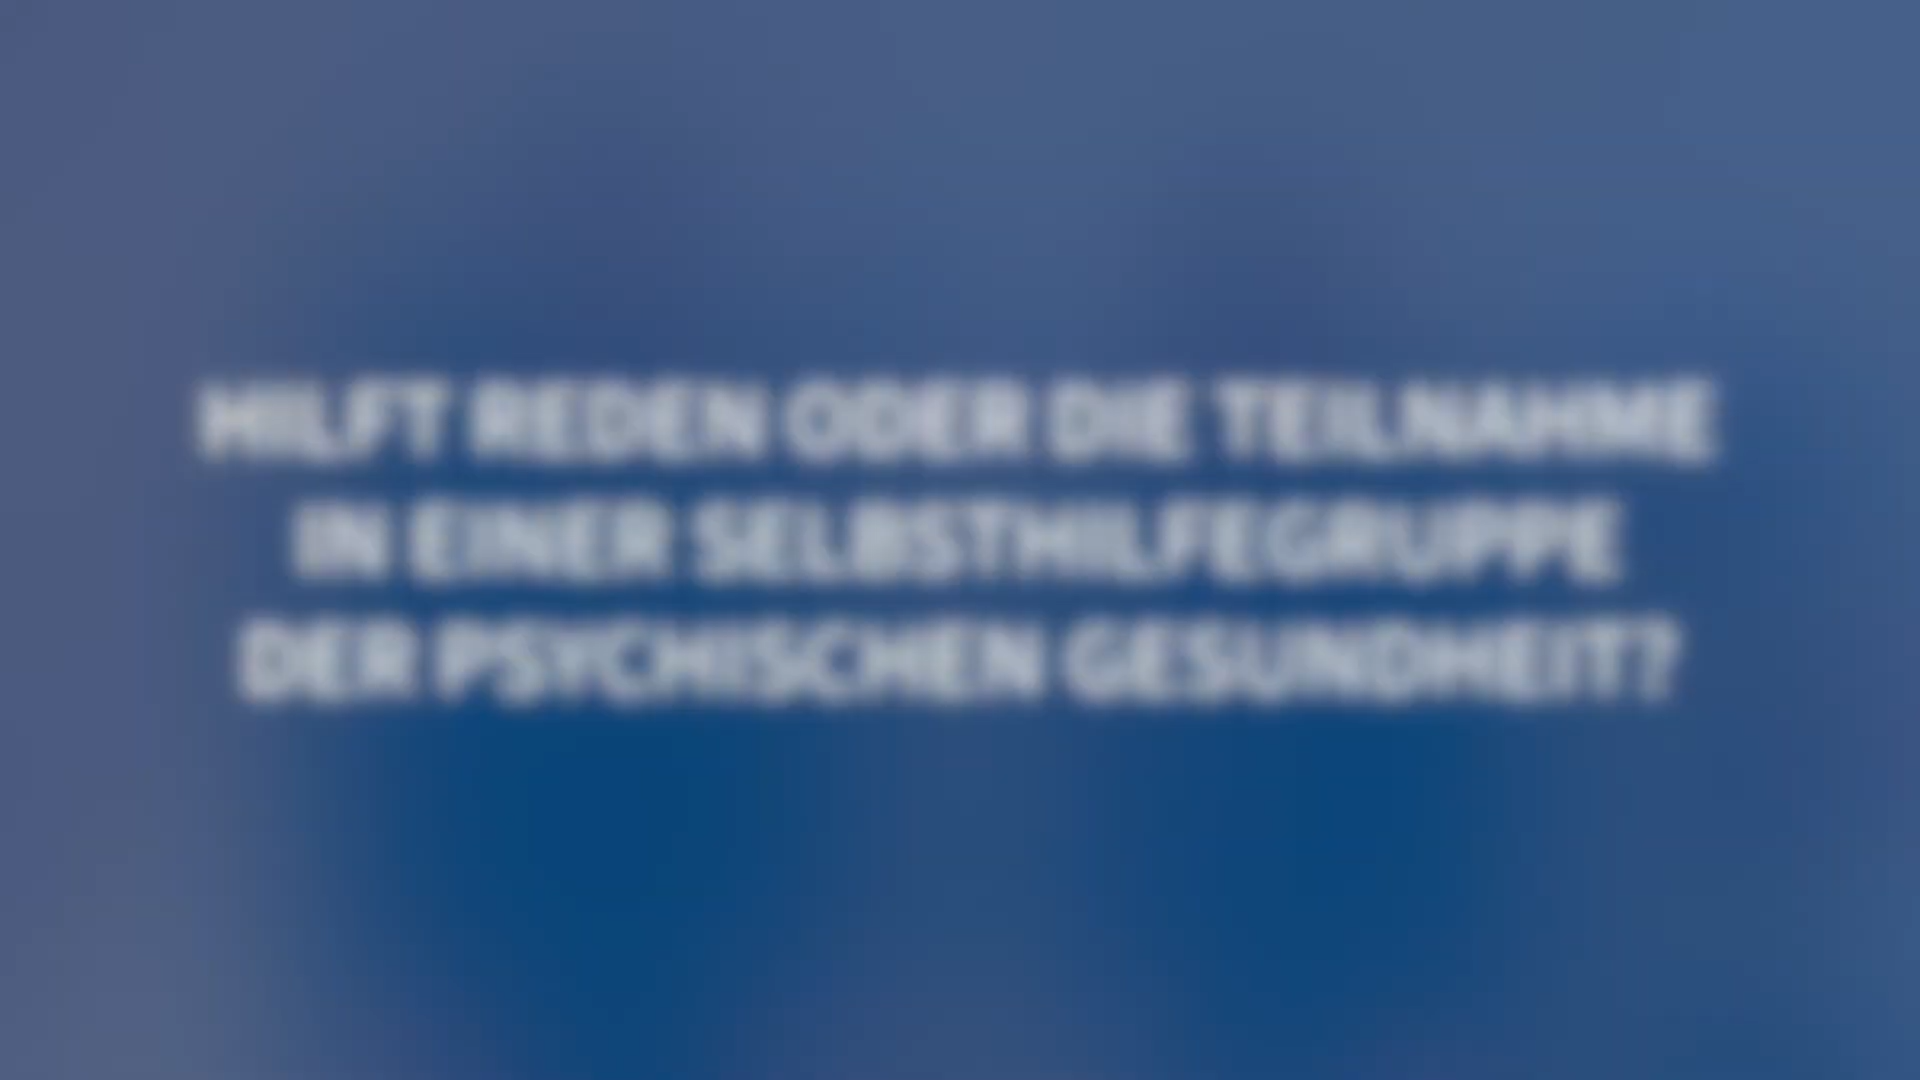 HILFT REDEN ODER DIE TEILNAHME
IN EINER SELBSTHILFEGRUPPE
DER PSYCHISCHEN GESUNDHEIT?